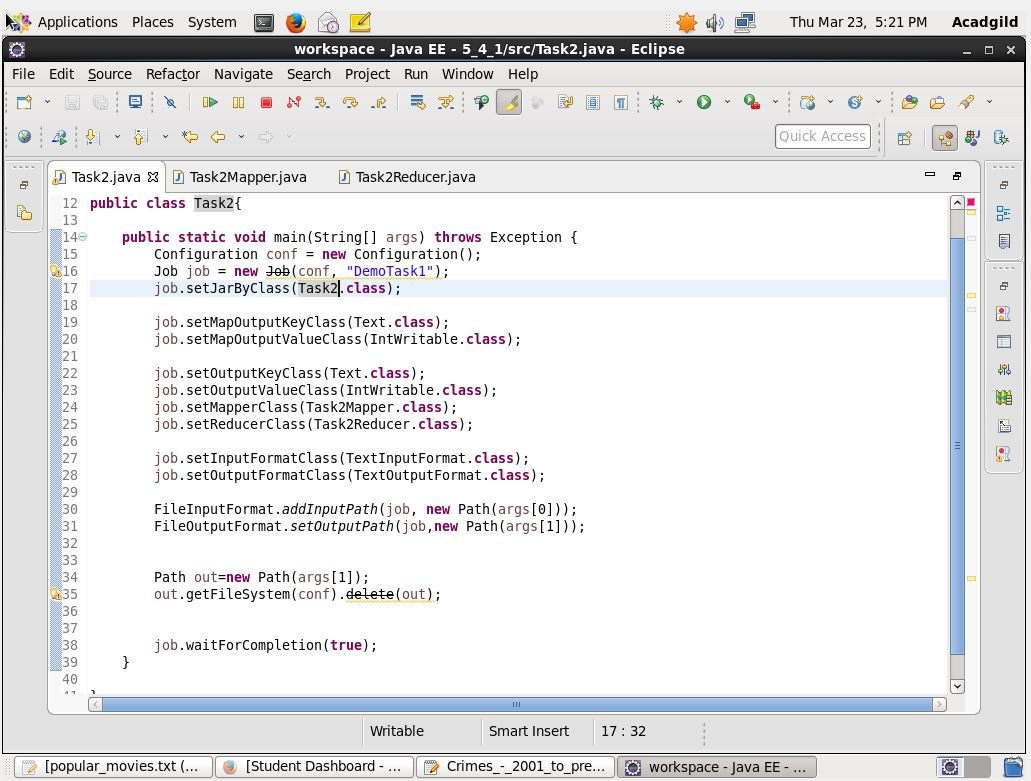 Applications Places System Thu Mar 23, 5:21 PM Acadgild
workspace - Java EE - 5_4_1/src/Task2.java - Eclipse
File Edit Source Refactor Navigate Search Project Run Window Help
Quick Access
Task2.java Task2Mapper.java Task2Reducer.java
12 public class Task2{
13
14 public static void main(String[] args) throws Exception {
15 Configuration conf = new Configuration();
16 Job job = new Job(conf, "DemoTask1");
17 job.setJarByClass(Task2.class);
18
19 job.setMapOutputKeyClass(Text.class);
20 job.setMapOutputValueClass(IntWritable.class);
21
22 job.setOutputKeyClass(Text.class);
23 job.setOutputValueClass(IntWritable.class);
24 job.setMapperClass(Task2Mapper.class);
25 job.setReducerClass(Task2Reducer.class);
26
27 job.setInputFormatClass(TextInputFormat.class);
28 job.setOutputFormatClass(TextOutputFormat.class);
29
30 FileInputFormat.addInputPath(job, new Path(args[0]));
31 FileOutputFormat.setOutputPath(job,new Path(args[1]));
32
33
34 Path out=new Path(args[1]);
35 out.getFileSystem(conf).delete(out);
36
37
38 job.waitForCompletion(true);
39 }
40
Writable Smart Insert 17 : 32
[popular_movies.txt (... [Student Dashboard - ... Crimes_-_2001_to_pre... workspace - Java EE - ...